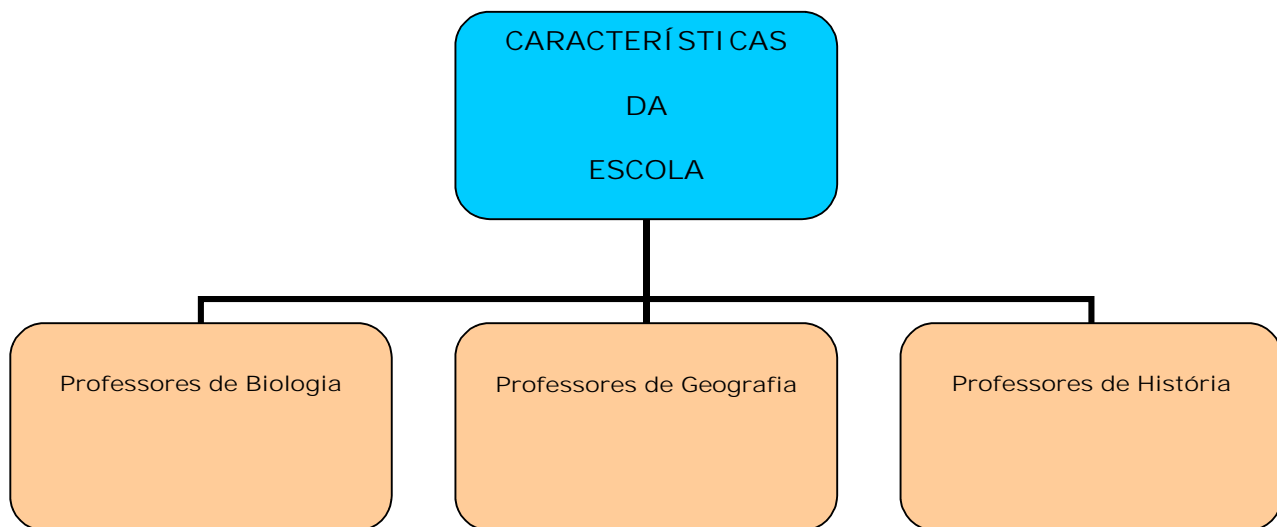 CARACTERÍSTICAS
DA
ESCOLA
Professores de Biologia
Professores de Geografia
Professores de História